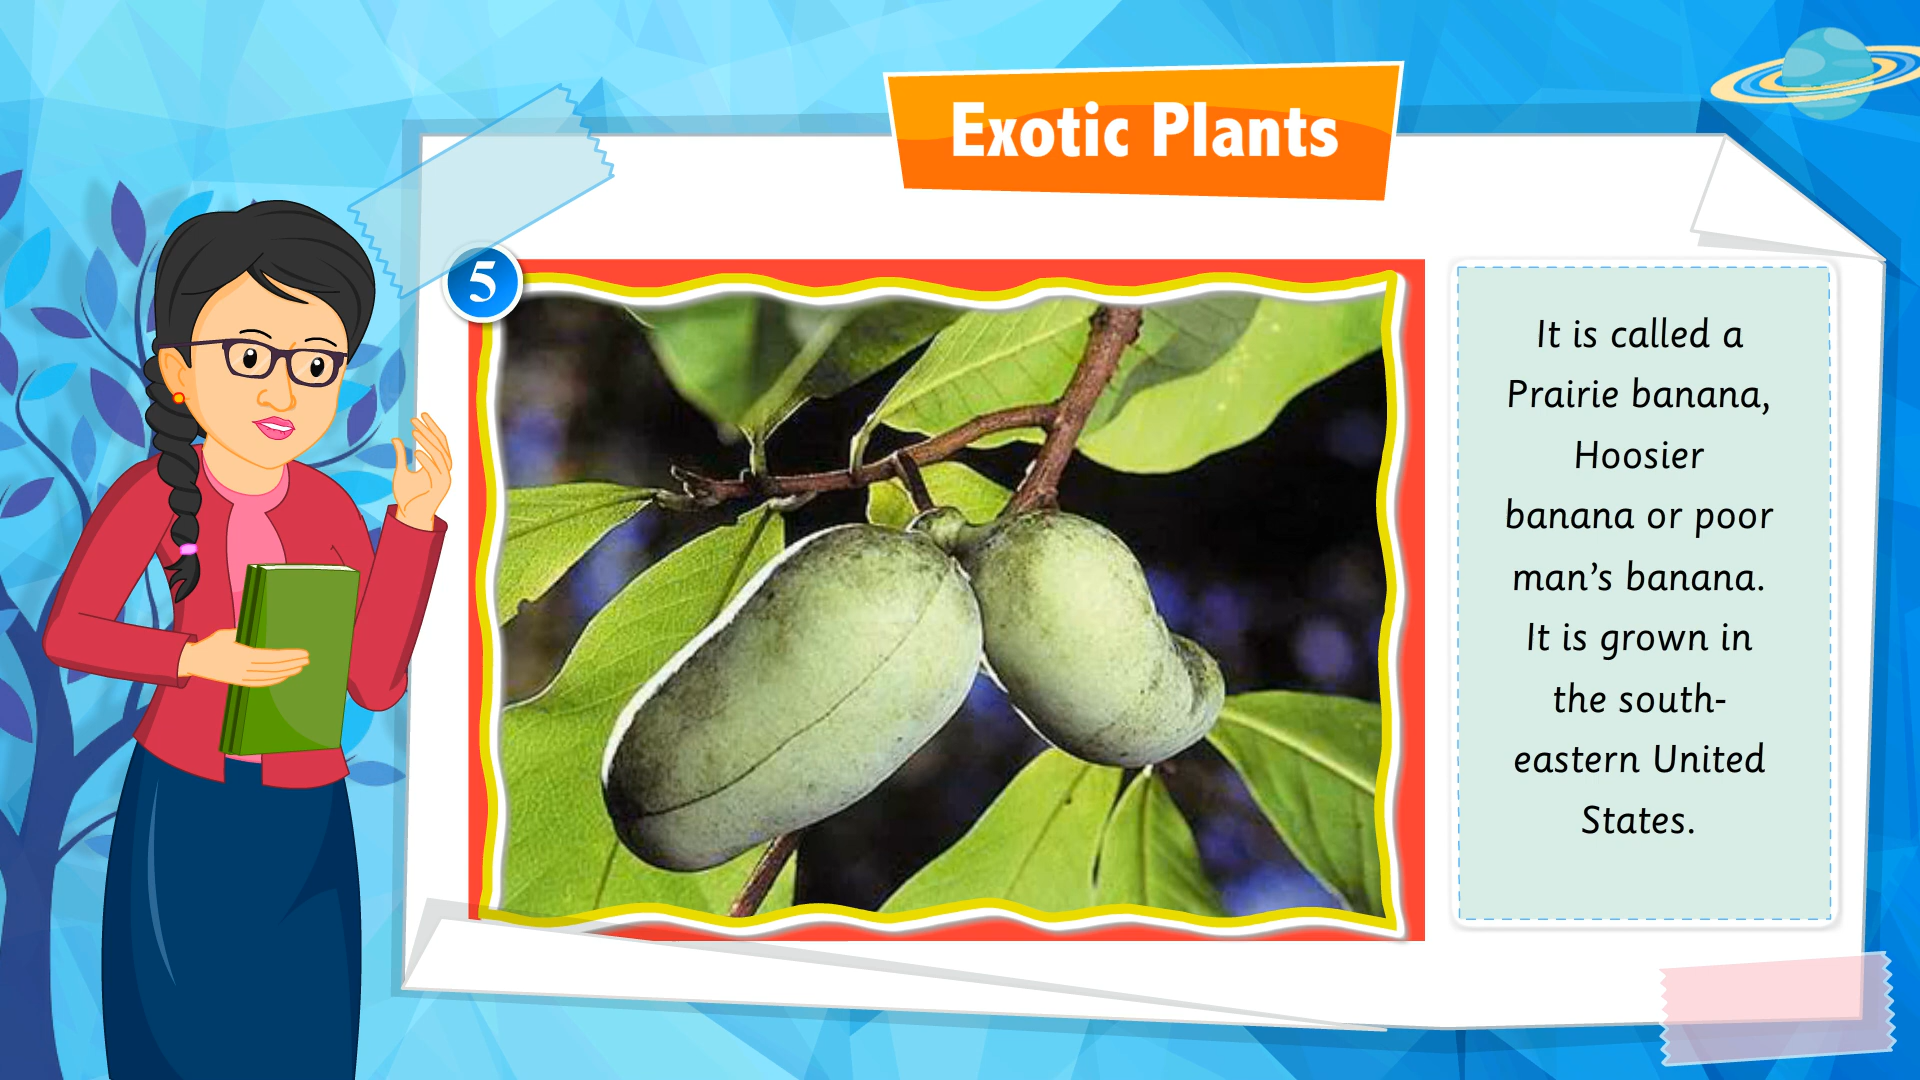 Exotic Plants
5
It is called a
Prairie banana,
Hoosier
banana or poor
man’s banana.
It is grown in
the south-
eastern United
States.